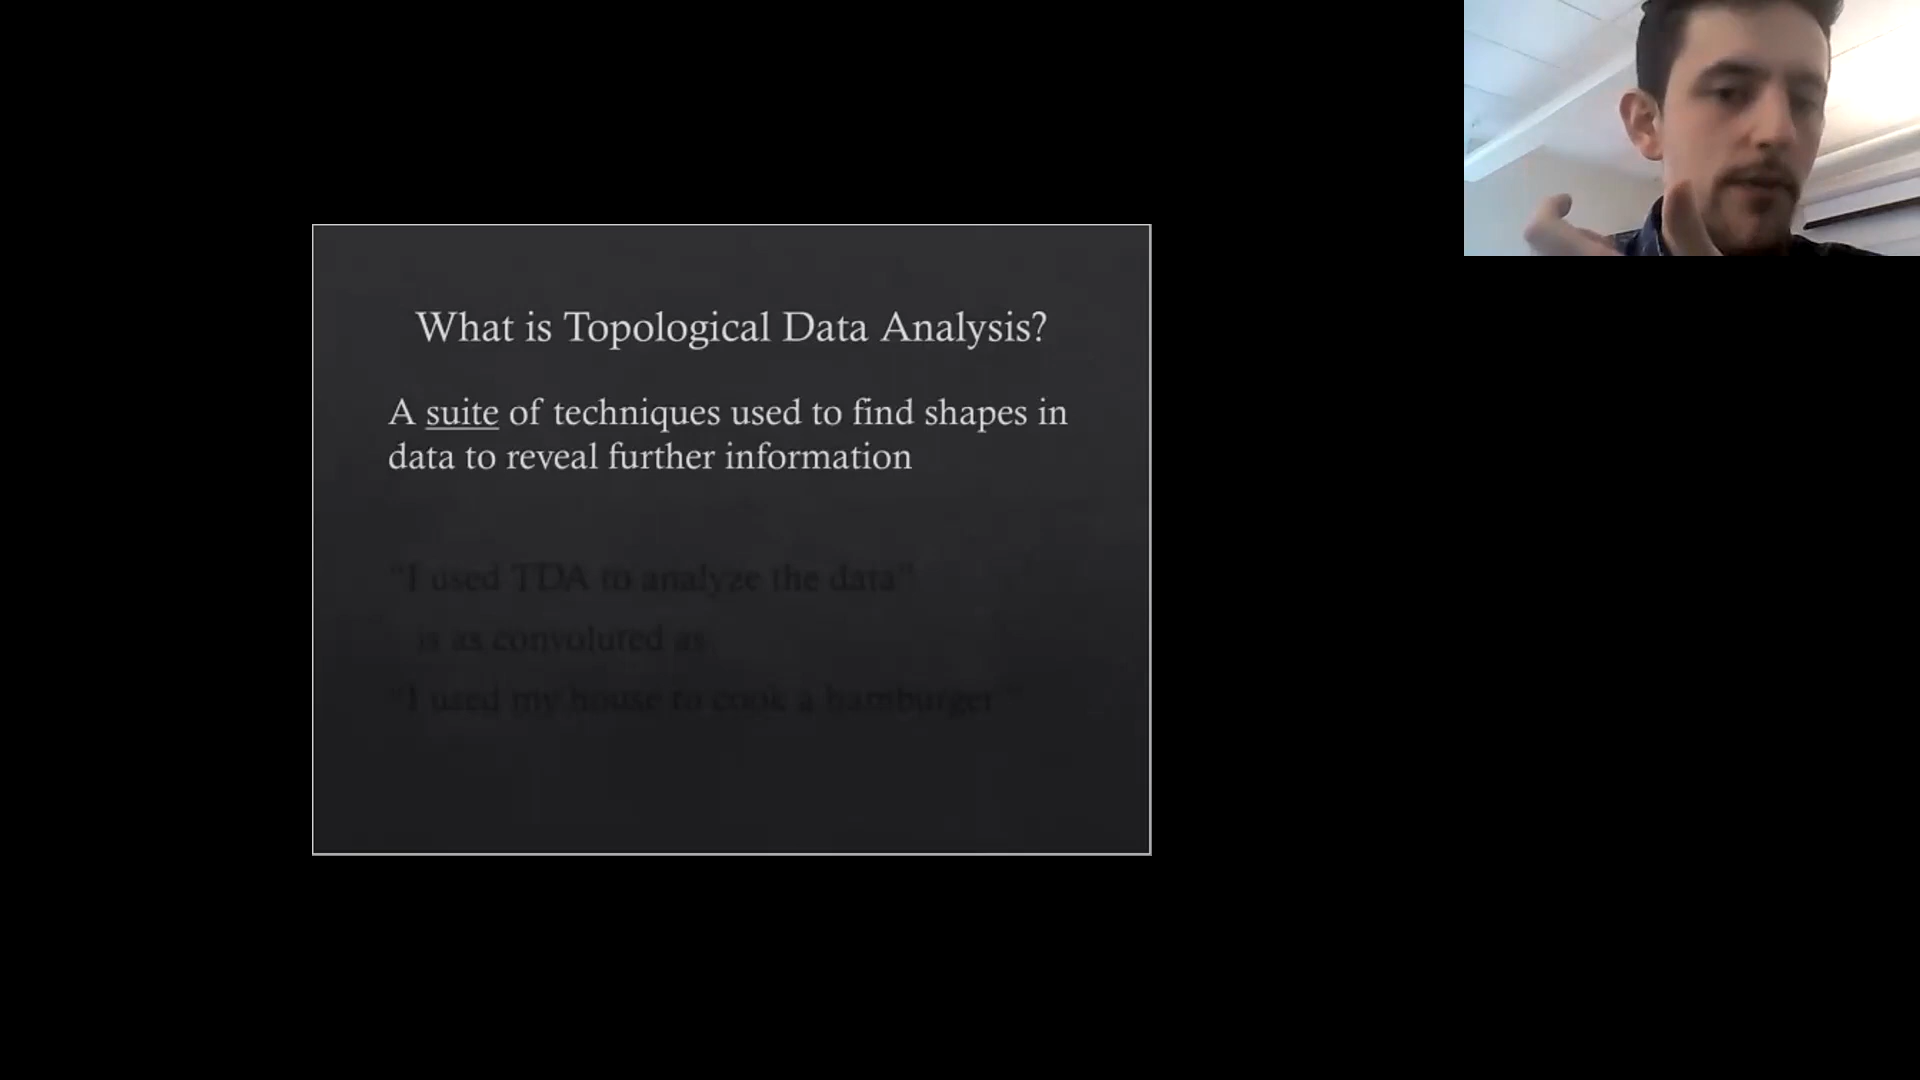 What is Topological Data Analysis?
A suite of techniques used to find shapes in
data to reveal further information
"I used TDA to analyze the data"
is as convoluted as
"I used my house to cook a hamburger"